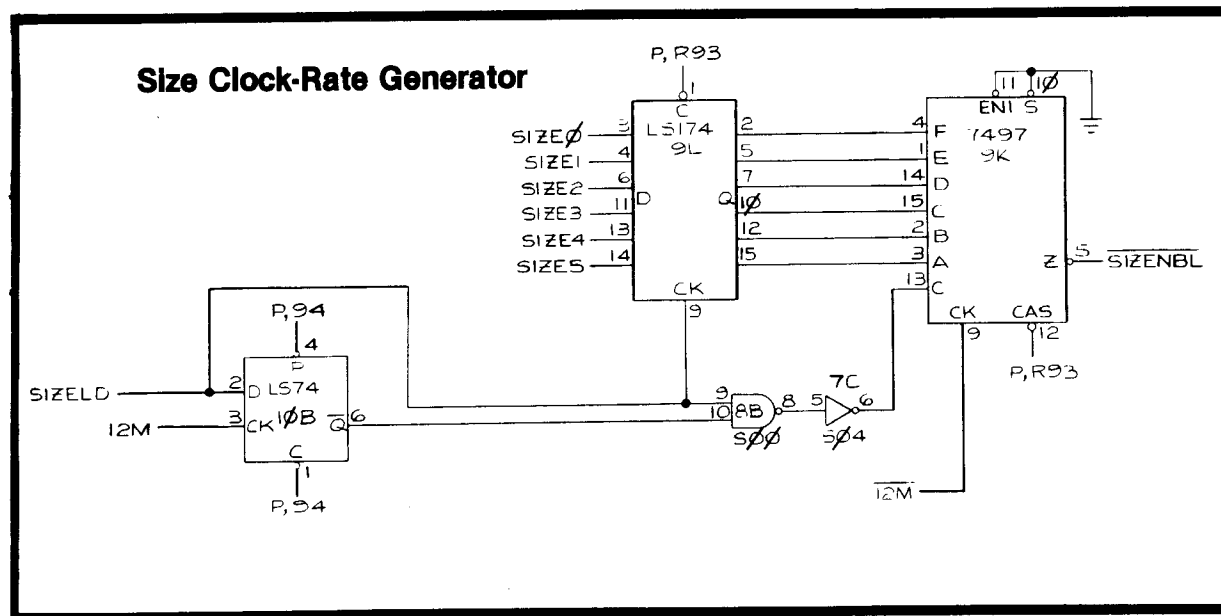 Size Clock-Rate Generator
P,R93
1
C
LS174
9L
SIZEØ 3
2
SIZE1 4
5
SIZE2 6
7
D
Q
SIZE3 11
1Ø
SIZE4 13
12
SIZE5 14
15
CK
9
11 1Ø
EN1 S
7497
9K
4 F
1 E
14 D
15 C
2 B
3 A
13 C
Z 5 SIZENBL
CK CAS
9 12
P,R93
P,94
4
P
SIZELD 2 D LS74
12M 3 CK 1ØB Q 6
C
1
P,94
9
10 8B 8
SØØ
7C
5 6
SØ4
12M